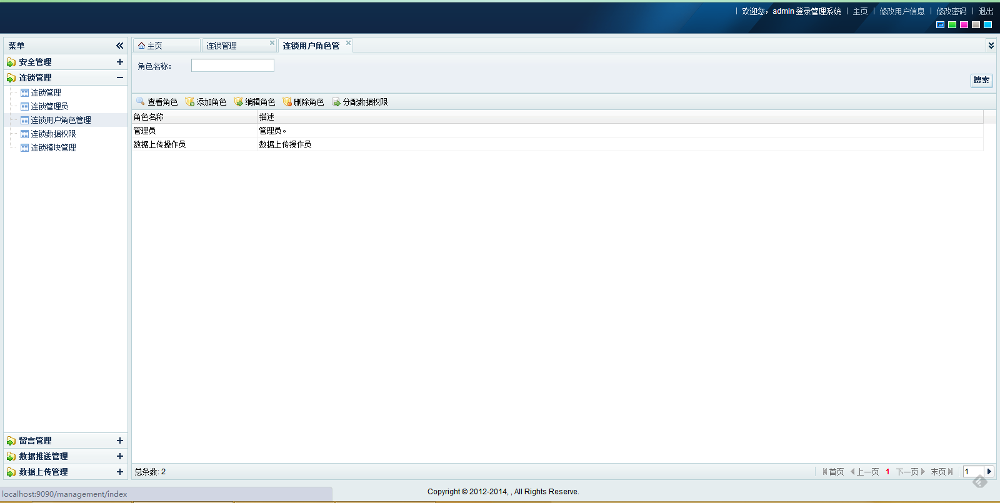 欢迎您，admin 登录管理系统 | 主页 | 修改用户信息 | 修改密码 | 退出
菜单
主页 连锁管理 连锁用户角色管
安全管理
角色名称：
连锁管理
搜索
连锁管理
查看角色 添加角色 编辑角色 删除角色 分配数据权限
连锁管理员
角色名称 描述
连锁用户角色管理
管理员 管理员。
连锁数据权限
数据上传操作员 数据上传操作员
连锁模块管理
留言管理
数据推送管理
数据上传管理
总条数: 2 首页 上一页 1 下一页 末页 1
Copyright © 2012-2014, , All Rights Reserve.
localhost:9090/management/index